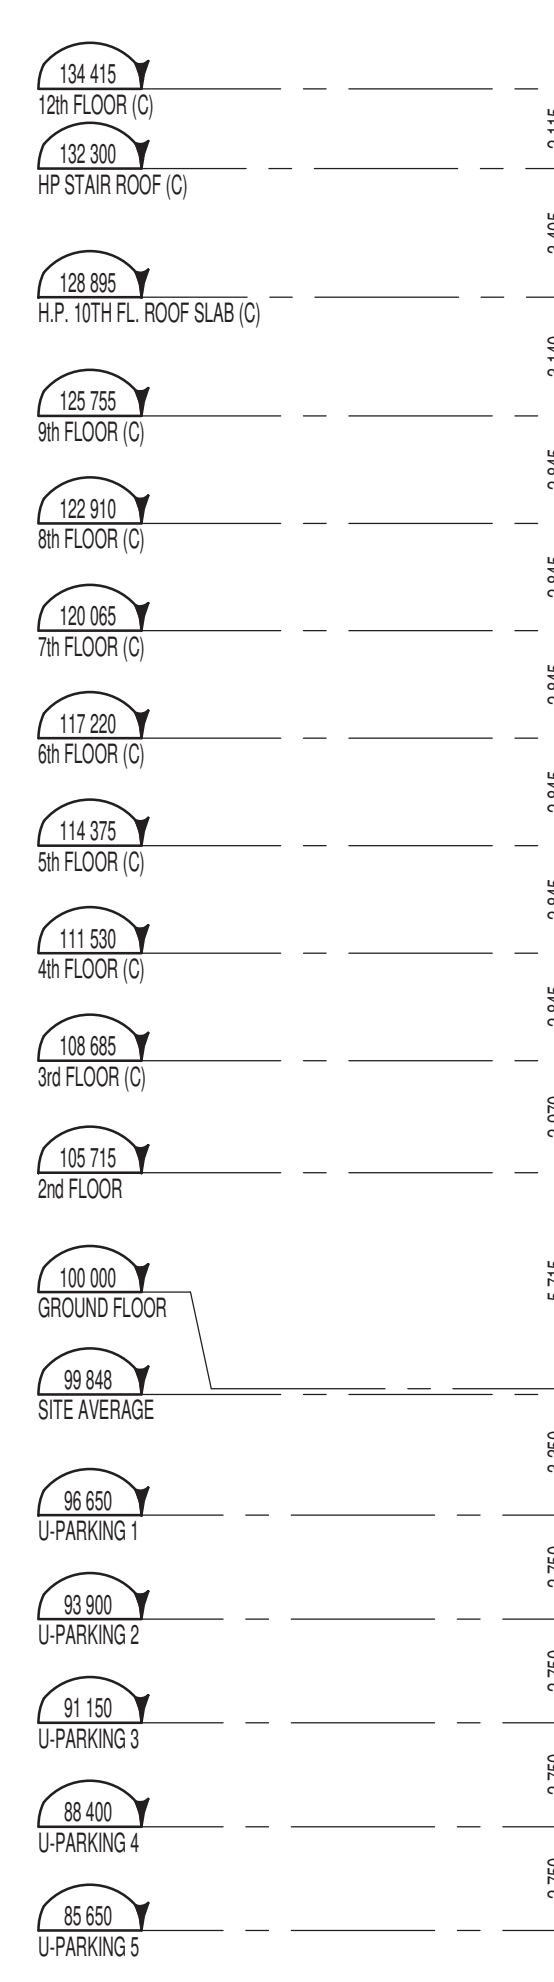 134 415
12th FLOOR (C)
132 300
HP STAIR ROOF (C)
128 895
H.P. 10TH FL. ROOF SLAB (C)
125 755
9th FLOOR (C)
122 910
8th FLOOR (C)
120 065
7th FLOOR (C)
117 220
6th FLOOR (C)
114 375
5th FLOOR (C)
111 530
4th FLOOR (C)
108 685
3rd FLOOR (C)
105 715
2nd FLOOR
100 000
GROUND FLOOR
99 848
SITE AVERAGE
96 650
U-PARKING 1
93 900
U-PARKING 2
91 150
U-PARKING 3
88 400
U-PARKING 4
85 650
U-PARKING 5